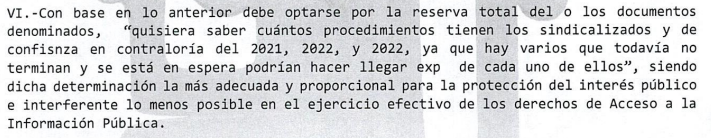 VI.-Con base en lo anterior debe optarse por la reserva total del o los documentos
denominados, “quisiera saber cuántos procedimientos tienen los sindicalizados y de
confisnza en contraloría del 2021, 2022, y 2022, ya que hay varios que todavía no
terminan y se está en espera podrían hacer llegar exp de cada uno de ellos”, siendo
dicha determinación la más adecuada y proporcional para la protección del interés público
e interferente lo menos posible en el ejercicio efectivo de los derechos de Acceso a la
Información Pública.